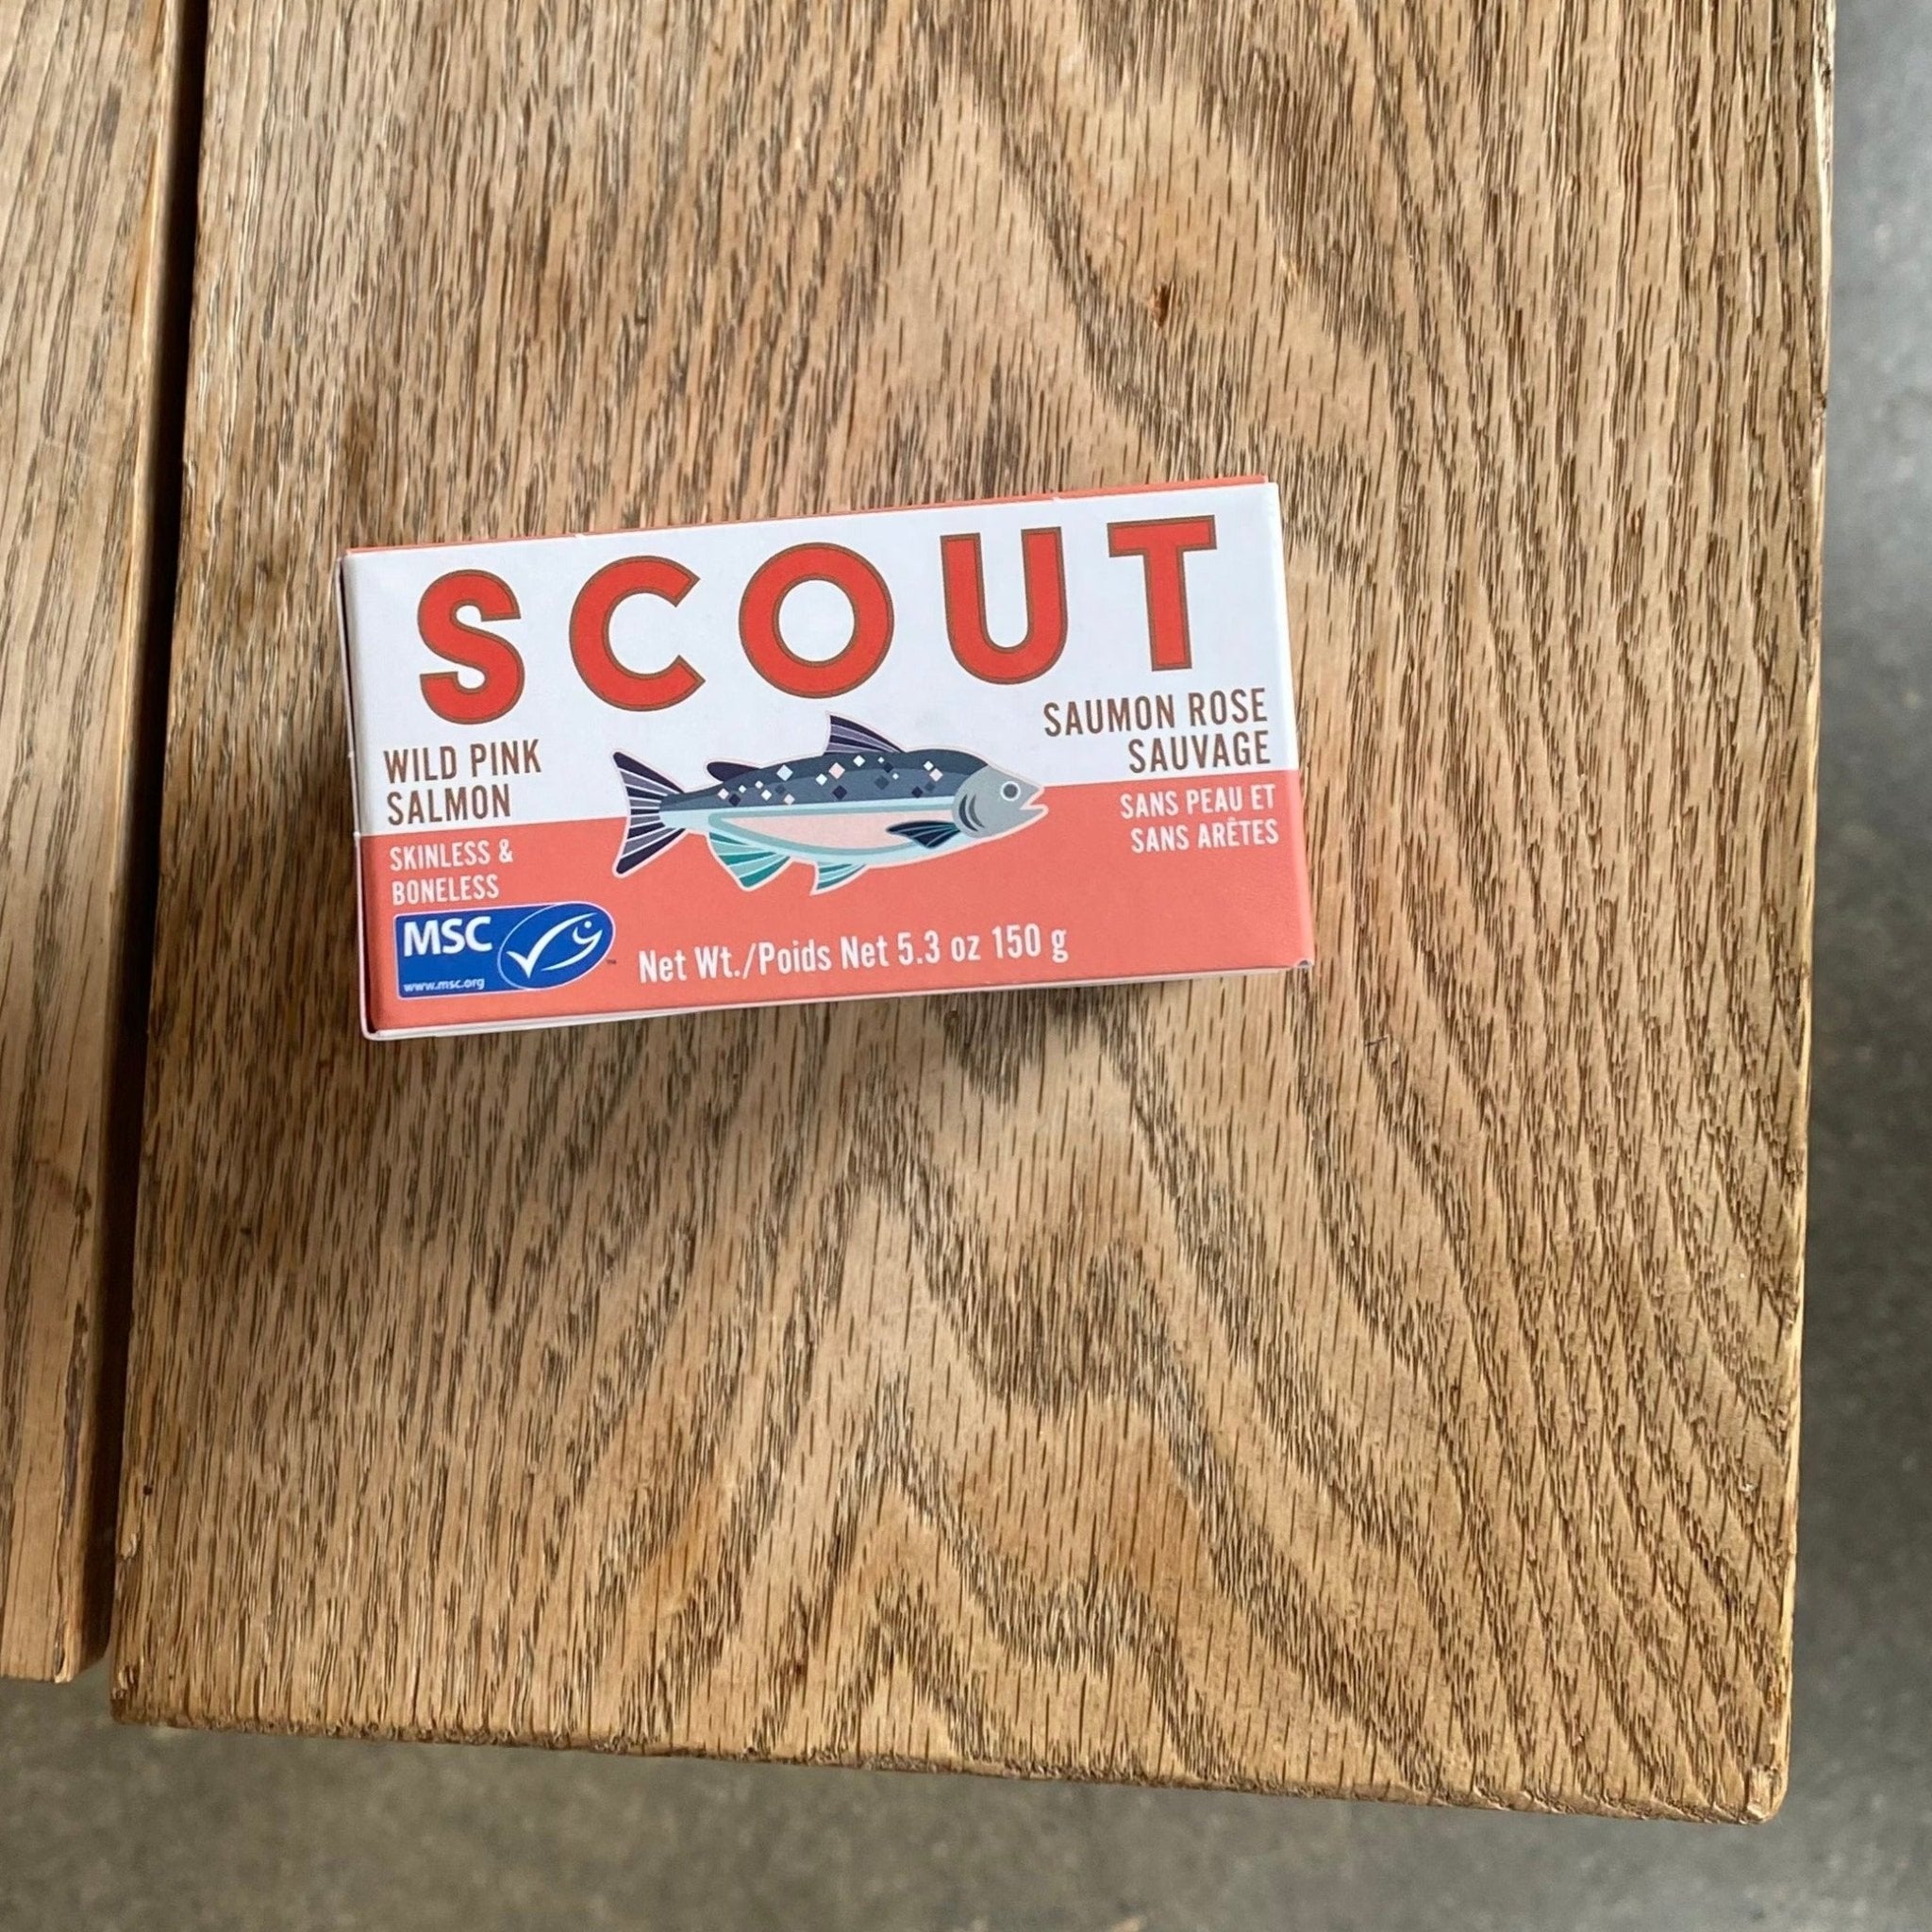 SCOUT
WILD PINK
SALMON
SKINLESS &
BONELESS
SAUMON ROSE
SAUVAGE
SANS PEAU ET
SANS ARÊTES
MSC
www.msc.org
™
Net Wt./Poids Net 5.3 oz 150 g